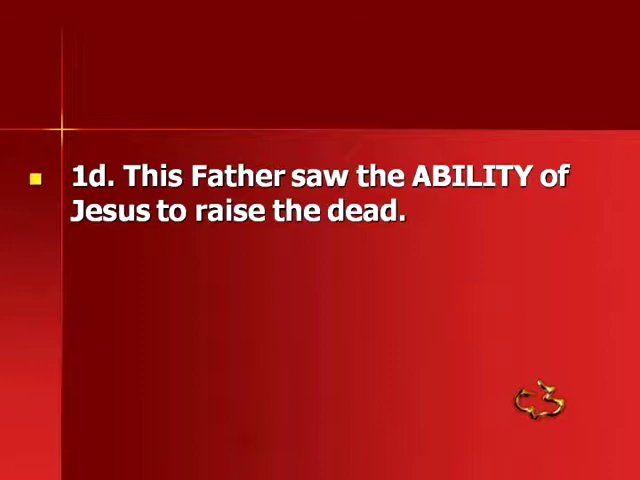 1d. This Father saw the ABILITY of
Jesus to raise the dead.